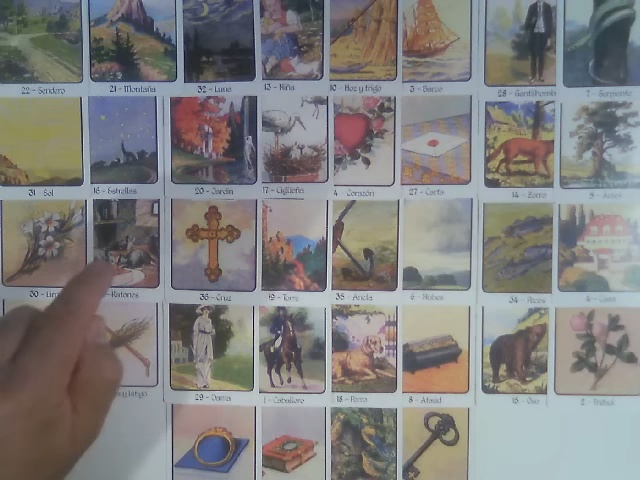 22 - Sendero
21 - Montaña
32 - Luna
13 - Niña
10 - Hoz y trigo
3 - Barco
28 - Gentilhombre
7 - Serpiente
31 - Sol
16 - Estrellas
20 - Jardín
17 - Cigüeña
4 - Corazón
27 - Carta
14 - Zorro
5 - Árbol
30 -
Ratones
36 - Cruz
19 - Torre
35 - Ancla
6 - Nubes
34 - Peces
4 - Casa
y látigo
29 - Dama
1 - Caballero
18 - Perro
8 - Ataúd
15 - Oso
2 - Trébol